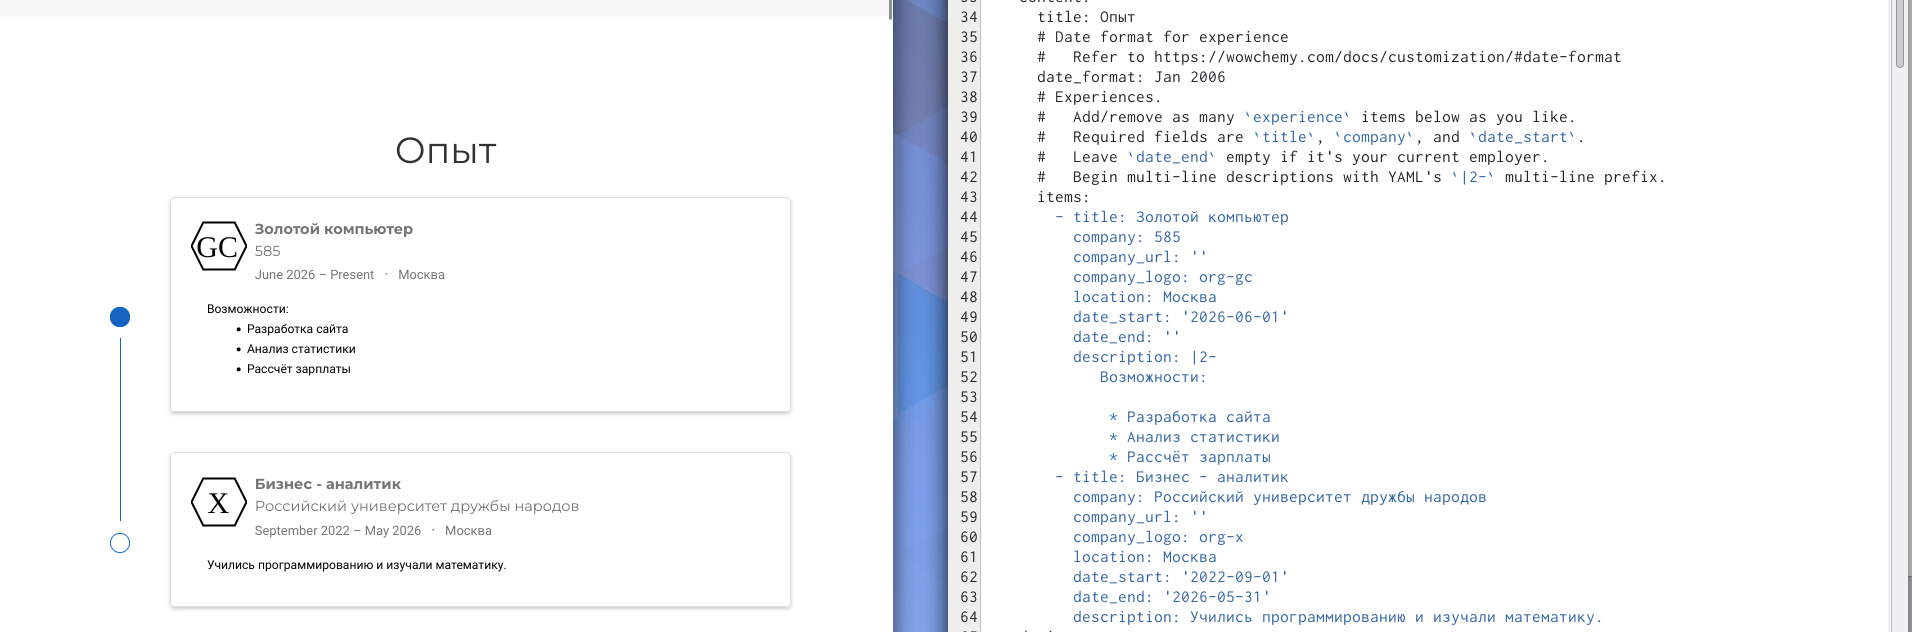 Опыт
GC
Золотой компьютер
585
June 2026 – Present · Москва
Возможности:
• Разработка сайта
• Анализ статистики
• Рассчёт зарплаты
X
Бизнес - аналитик
Российский университет дружбы народов
September 2022 – May 2026 · Москва
Учились программированию и изучали математику.
34 title: Опыт
35 # Date format for experience
36 #   Refer to https://wowchemy.com/docs/customization/#date-format
37 date_format: Jan 2006
38 # Experiences.
39 #   Add/remove as many `experience` items below as you like.
40 #   Required fields are `title`, `company`, and `date_start`.
41 #   Leave `date_end` empty if it's your current employer.
42 #   Begin multi-line descriptions with YAML's `|2-` multi-line prefix.
43 items:
44 - title: Золотой компьютер
45 company: 585
46 company_url: ''
47 company_logo: org-gc
48 location: Москва
49 date_start: '2026-06-01'
50 date_end: ''
51 description: |2-
52 Возможности:
53
54 * Разработка сайта
55 * Анализ статистики
56 * Рассчёт зарплаты
57 - title: Бизнес - аналитик
58 company: Российский университет дружбы народов
59 company_url: ''
60 company_logo: org-x
61 location: Москва
62 date_start: '2022-09-01'
63 date_end: '2026-05-31'
64 description: Учились программированию и изучали математику.